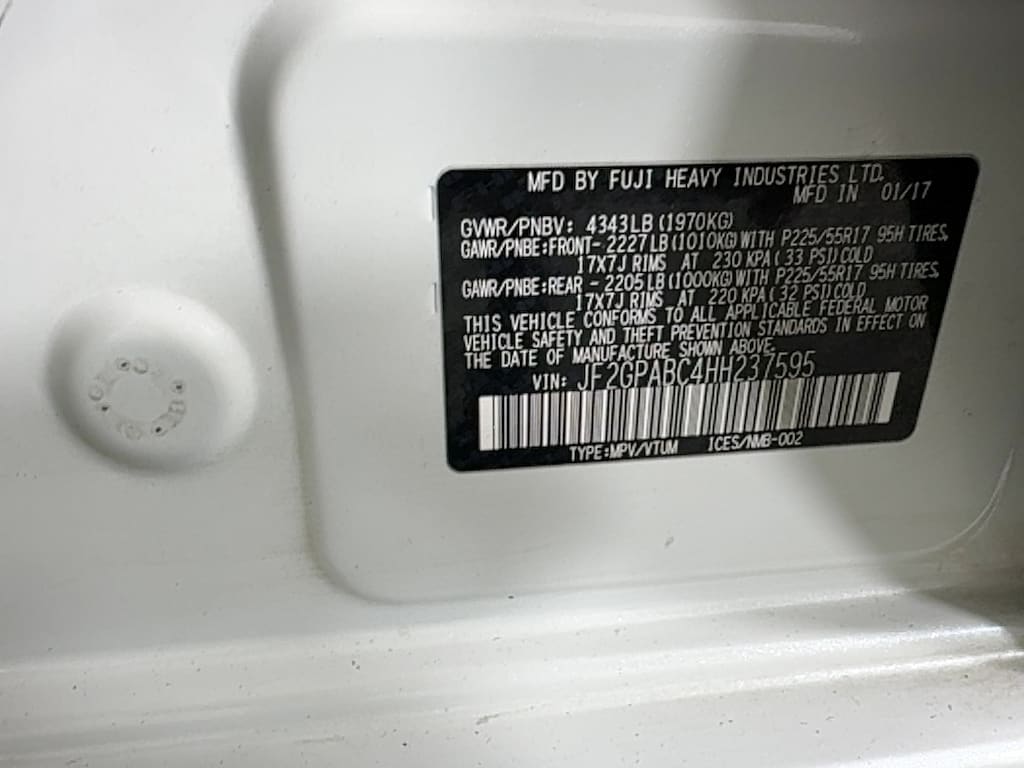 MFD BY FUJI HEAVY INDUSTRIES LTD.
MFD IN 01/17
GVWR/PNBV: 4343LB (1970KG)
GAWR/PNBE:FRONT- 2227LB(1010KG)WITH P225/55R17 95H TIRES,
17X7J RIMS AT 230 KPA( 33 PSI)COLD
GAWR/PNBE:REAR - 2205LB(1000KG)WITH P225/55R17 95H TIRES,
17X7J RIMS AT 220 KPA( 32 PSI)COLD
THIS VEHICLE CONFORMS TO ALL APPLICABLE FEDERAL MOTOR
VEHICLE SAFETY AND THEFT PREVENTION STANDARDS IN EFFECT ON
THE DATE OF MANUFACTURE SHOWN ABOVE.
VIN: JF2GPABC4HH237595
TYPE:MPV/VTUM ICES/NMB-002